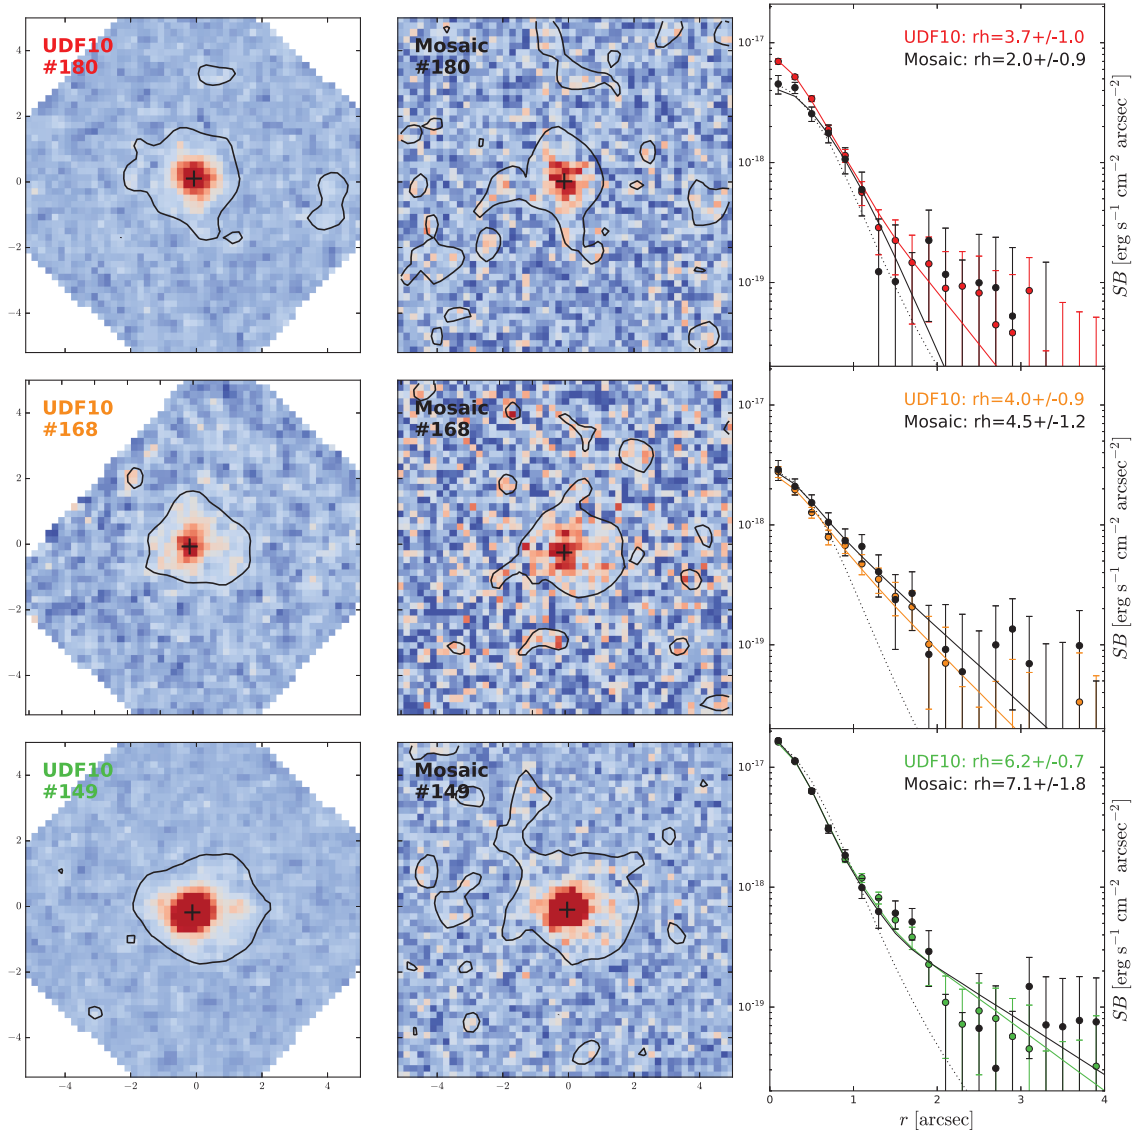 UDF10
#180
4
2
0
−2
−4
Mosaic
#180
UDF10: rh=3.7+/-1.0
Mosaic: rh=2.0+/-0.9
10⁻¹⁷
10⁻¹⁸
10⁻¹⁹
SB [erg s⁻¹ cm⁻² arcsec⁻²]
UDF10
#168
4
2
0
−2
−4
Mosaic
#168
UDF10: rh=4.0+/-0.9
Mosaic: rh=4.5+/-1.2
10⁻¹⁷
10⁻¹⁸
10⁻¹⁹
SB [erg s⁻¹ cm⁻² arcsec⁻²]
UDF10
#149
4
2
0
−2
−4
−4 −2 0 2 4
Mosaic
#149
−4 −2 0 2 4
UDF10: rh=6.2+/-0.7
Mosaic: rh=7.1+/-1.8
10⁻¹⁷
10⁻¹⁸
10⁻¹⁹
SB [erg s⁻¹ cm⁻² arcsec⁻²]
0 1 2 3 4
r [arcsec]